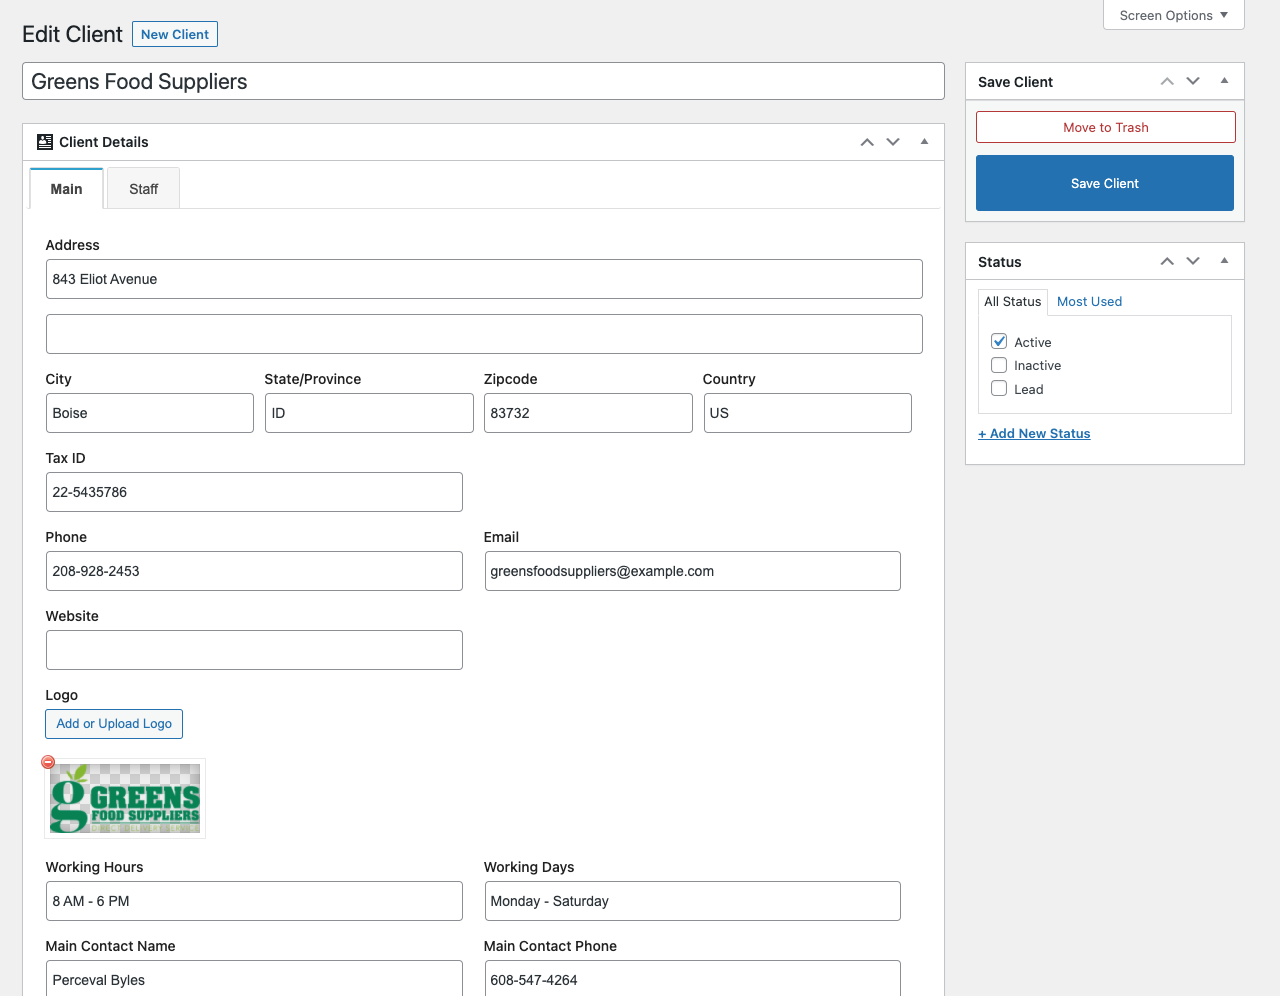 Screen Options
Edit Client New Client
Greens Food Suppliers
Client Details
Main Staff
Address
843 Eliot Avenue
City State/Province Zipcode Country
Boise ID 83732 US
Tax ID
22-5435786
Phone Email
208-928-2453 greensfoodsuppliers@example.com
Website
Logo
Add or Upload Logo
g GREENS
FOOD SUPPLIERS
Working Hours Working Days
8 AM - 6 PM Monday - Saturday
Main Contact Name Main Contact Phone
Perceval Byles 608-547-4264
Save Client
Move to Trash
Save Client
Status
All Status Most Used
Active
Inactive
Lead
+ Add New Status